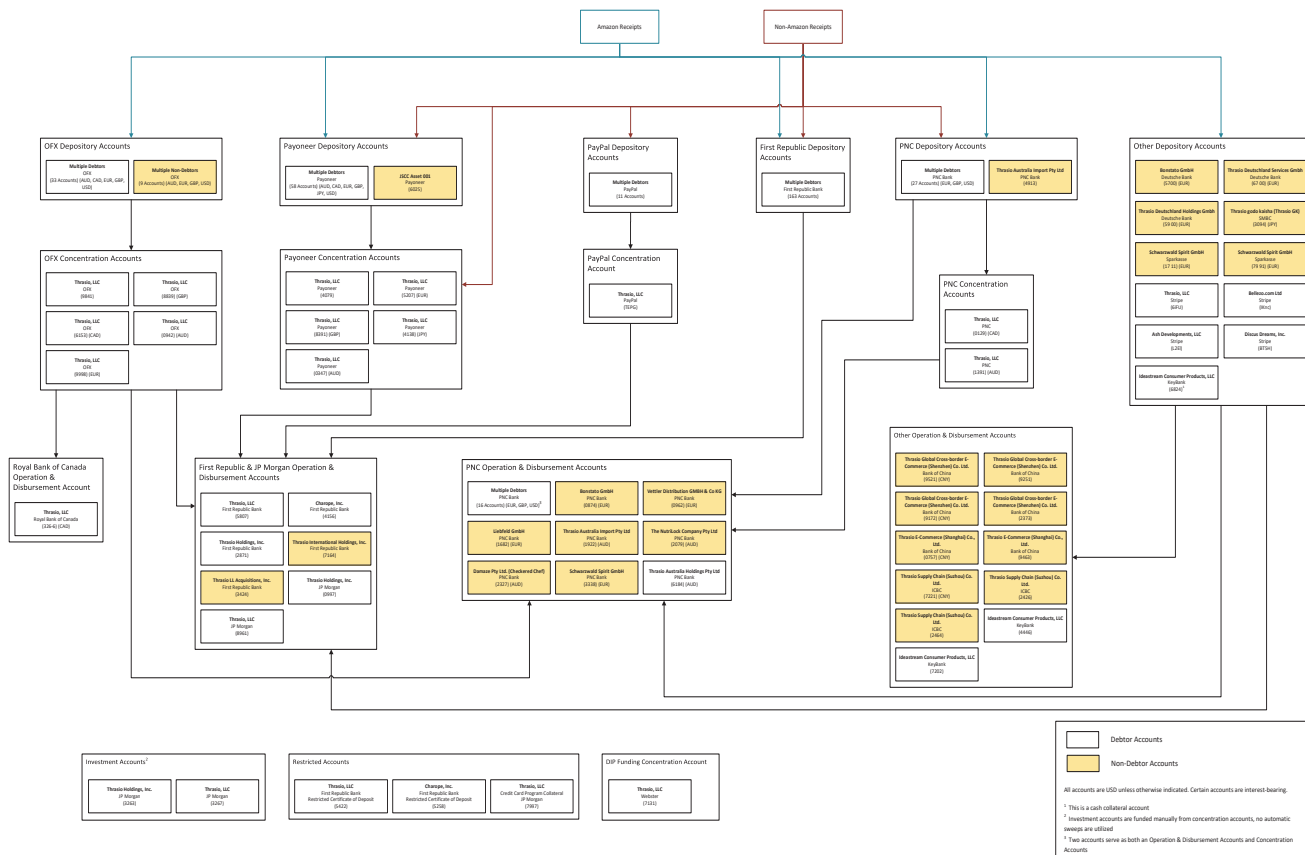 Amazon Receipts
Non-Amazon Receipts
OFX Depository Accounts
Multiple Debtors
OFX
(53 Accounts) (AUD, CAD, EUR, GBP,
USD)
Multiple Non-Debtors
OFX
(9 Accounts) (AUD, EUR, GBP, USD)
Payoneer Depository Accounts
Multiple Debtors
Payoneer
(58 Accounts) (AUD, CAD, EUR, GBP,
JPY, USD)
JSCC Asset 001
Payoneer
(6025)
PayPal Depository
Accounts
Multiple Debtors
PayPal
(11 Accounts)
First Republic Depository
Accounts
Multiple Debtors
First Republic Bank
(163 Accounts)
PNC Depository Accounts
Multiple Debtors
PNC Bank
(27 Accounts) (EUR, GBP, USD)
Thrasio Australia Import Pty Ltd
PNC Bank
(4913)
Other Depository Accounts
Bonstato GmbH
Deutsche Bank
(5700) (EUR)
Thrasio Deutschland Services GmbH
Deutsche Bank
(67 00) (EUR)
Thrasio Deutschland Holdings GmbH
Deutsche Bank
(59 00) (EUR)
Thrasio godo kaisha (Thrasio GK)
SMBC
(3094) (JPY)
Schwarzwald Spirit GmbH
Sparkasse
(17 11) (EUR)
Schwarzwald Spirit GmbH
Sparkasse
(75 91) (EUR)
Thrasio, LLC
Stripe
(6IFU)
Stripe
Ash Developments, LLC
Stripe
(L2EI)
Discus Dreams, Inc.
Stripe
(BTSH)
Ideastream Consumer Products, LLC
KeyBank
(6824)1
OFX Concentration Accounts
Thrasio, LLC
OFX
(9841)
Thrasio, LLC
OFX
(8939) (GBP)
Thrasio, LLC
OFX
(6153) (CAD)
Thrasio, LLC
OFX
(0942) (AUD)
Thrasio, LLC
OFX
(8998) (EUR)
Payoneer Concentration Accounts
Thrasio, LLC
Payoneer
(4079)
Thrasio, LLC
Payoneer
(5207) (EUR)
Thrasio, LLC
Payoneer
(8391) (GBP)
Thrasio, LLC
Payoneer
(4138) (JPY)
Thrasio, LLC
Payoneer
(0347) (AUD)
PayPal Concentration
Account
Thrasio, LLC
PayPal
(TEPG)
PNC Concentration
Accounts
Thrasio, LLC
PNC
(0129) (CAD)
Thrasio, LLC
PNC
(1391) (AUD)
Royal Bank of Canada
Operation &
Disbursement Account
Thrasio, LLC
Royal Bank of Canada
(326-6) (CAD)
First Republic & JP Morgan Operation &
Disbursement Accounts
Thrasio, LLC
First Republic Bank
(5907)
Charope, Inc.
First Republic Bank
(4156)
Thrasio Holdings, Inc.
First Republic Bank
(2871)
Thrasio International Holdings, Inc.
First Republic Bank
(7164)
Thrasio LL Acquisitions, Inc.
First Republic Bank
(3424)
Thrasio Holdings, Inc.
JP Morgan
(0997)
Thrasio, LLC
JP Morgan
(8961)
PNC Operation & Disbursement Accounts
Multiple Debtors
PNC Bank
(16 Accounts) (EUR, GBP, USD)3
Bonstato GmbH
PNC Bank
(0874) (EUR)
Vettler Distribution GMBH & Co KG
PNC Bank
(0962) (EUR)
Liebfeld GmbH
PNC Bank
(1682) (EUR)
Thrasio Australia Import Pty Ltd
PNC Bank
(1922) (AUD)
The NutriLock Company Pty Ltd
PNC Bank
(2079) (AUD)
Damase Pty Ltd. (Checkered Chef)
PNC Bank
(2327) (AUD)
Schwarzwald Spirit GmbH
PNC Bank
(3338) (EUR)
Thrasio Australia Holdings Pty Ltd
PNC Bank
(6184) (AUD)
Other Operation & Disbursement Accounts
Thrasio Global Cross-border E-
Commerce (Shenzhen) Co. Ltd.
Bank of China
(9521) (CNY)
Thrasio Global Cross-border E-
Commerce (Shenzhen) Co. Ltd.
Bank of China
(9251)
Thrasio Global Cross-border E-
Commerce (Shenzhen) Co. Ltd.
Bank of China
(9172) (CNY)
Thrasio Global Cross-border E-
Commerce (Shenzhen) Co. Ltd.
Bank of China
(2373)
Thrasio E-Commerce (Shanghai) Co.,
Ltd.
Bank of China
(0757) (CNY)
Thrasio E-Commerce (Shanghai) Co.,
Ltd.
Bank of China
(6463)
Thrasio Supply Chain (Suzhou) Co.
Ltd.
ICBC
(7221) (CNY)
Thrasio Supply Chain (Suzhou) Co.
Ltd.
ICBC
(2426)
Thrasio Supply Chain (Suzhou) Co.
Ltd.
ICBC
(2464)
Ideastream Consumer Products, LLC
KeyBank
(4446)
Ideastream Consumer Products, LLC
KeyBank
(7202)
Investment Accounts2
Thrasio Holdings, Inc.
JP Morgan
(3263)
Thrasio, LLC
JP Morgan
(3267)
Restricted Accounts
Thrasio, LLC
First Republic Bank
Restricted Certificate of Deposit
(5422)
Charope, Inc.
First Republic Bank
Restricted Certificate of Deposit
(5258)
Thrasio, LLC
Credit Card Program Collateral
JP Morgan
(7997)
DIP Funding Concentration Account
Thrasio, LLC
Webster
(7131)
Debtor Accounts
Non-Debtor Accounts
All accounts are USD unless otherwise indicated. Certain accounts are interest-bearing.
1 This is a cash collateral account
2 Investment accounts are funded manually from concentration accounts, no automatic
sweeps are utilized
3 Two accounts serve as both an Operation & Disbursement Accounts and Concentration
Accounts